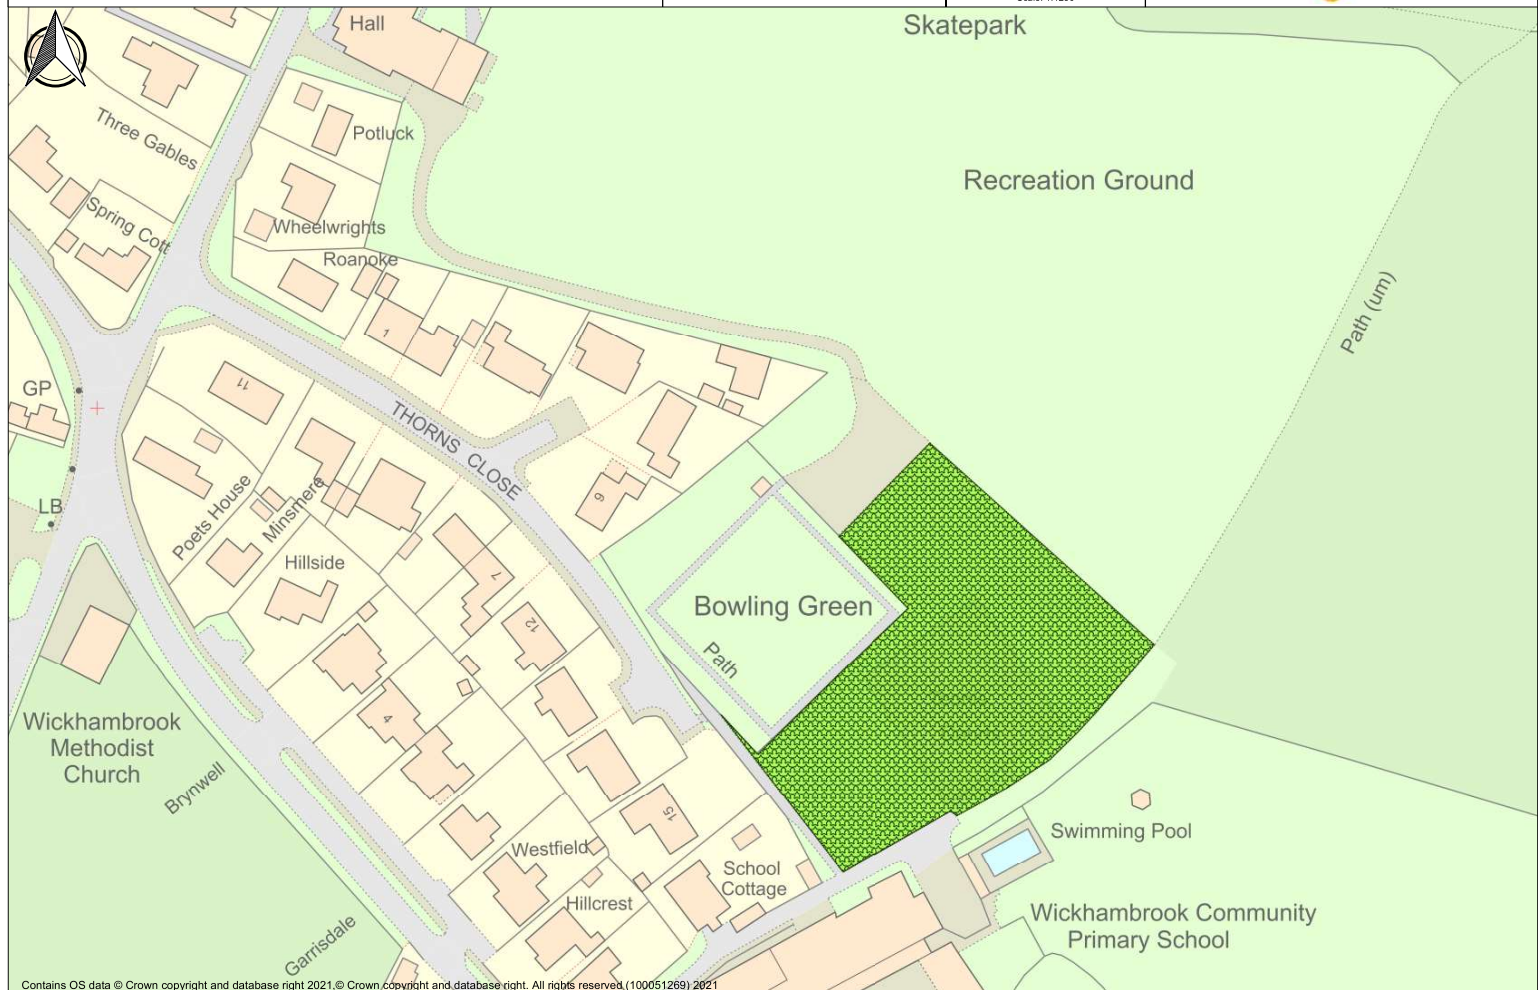 Hall
Skatepark
Three Gables
Potluck
Recreation Ground
Spring Cott
Wheelwrights
Roanoke
Path (um)
1
GP
11
THORNS CLOSE
LB
Poets House
Minsmere
9
Hillside
7
Bowling Green
12
Path
Wickhambrook
Methodist
Church
4
Brynwell
15
Swimming Pool
Westfield
School
Cottage
Hillcrest
Wickhambrook Community
Primary School
Garrisdale
Contains OS data © Crown copyright and database right 2021,© Crown copyright and database right. All rights reserved (100051269) 2021